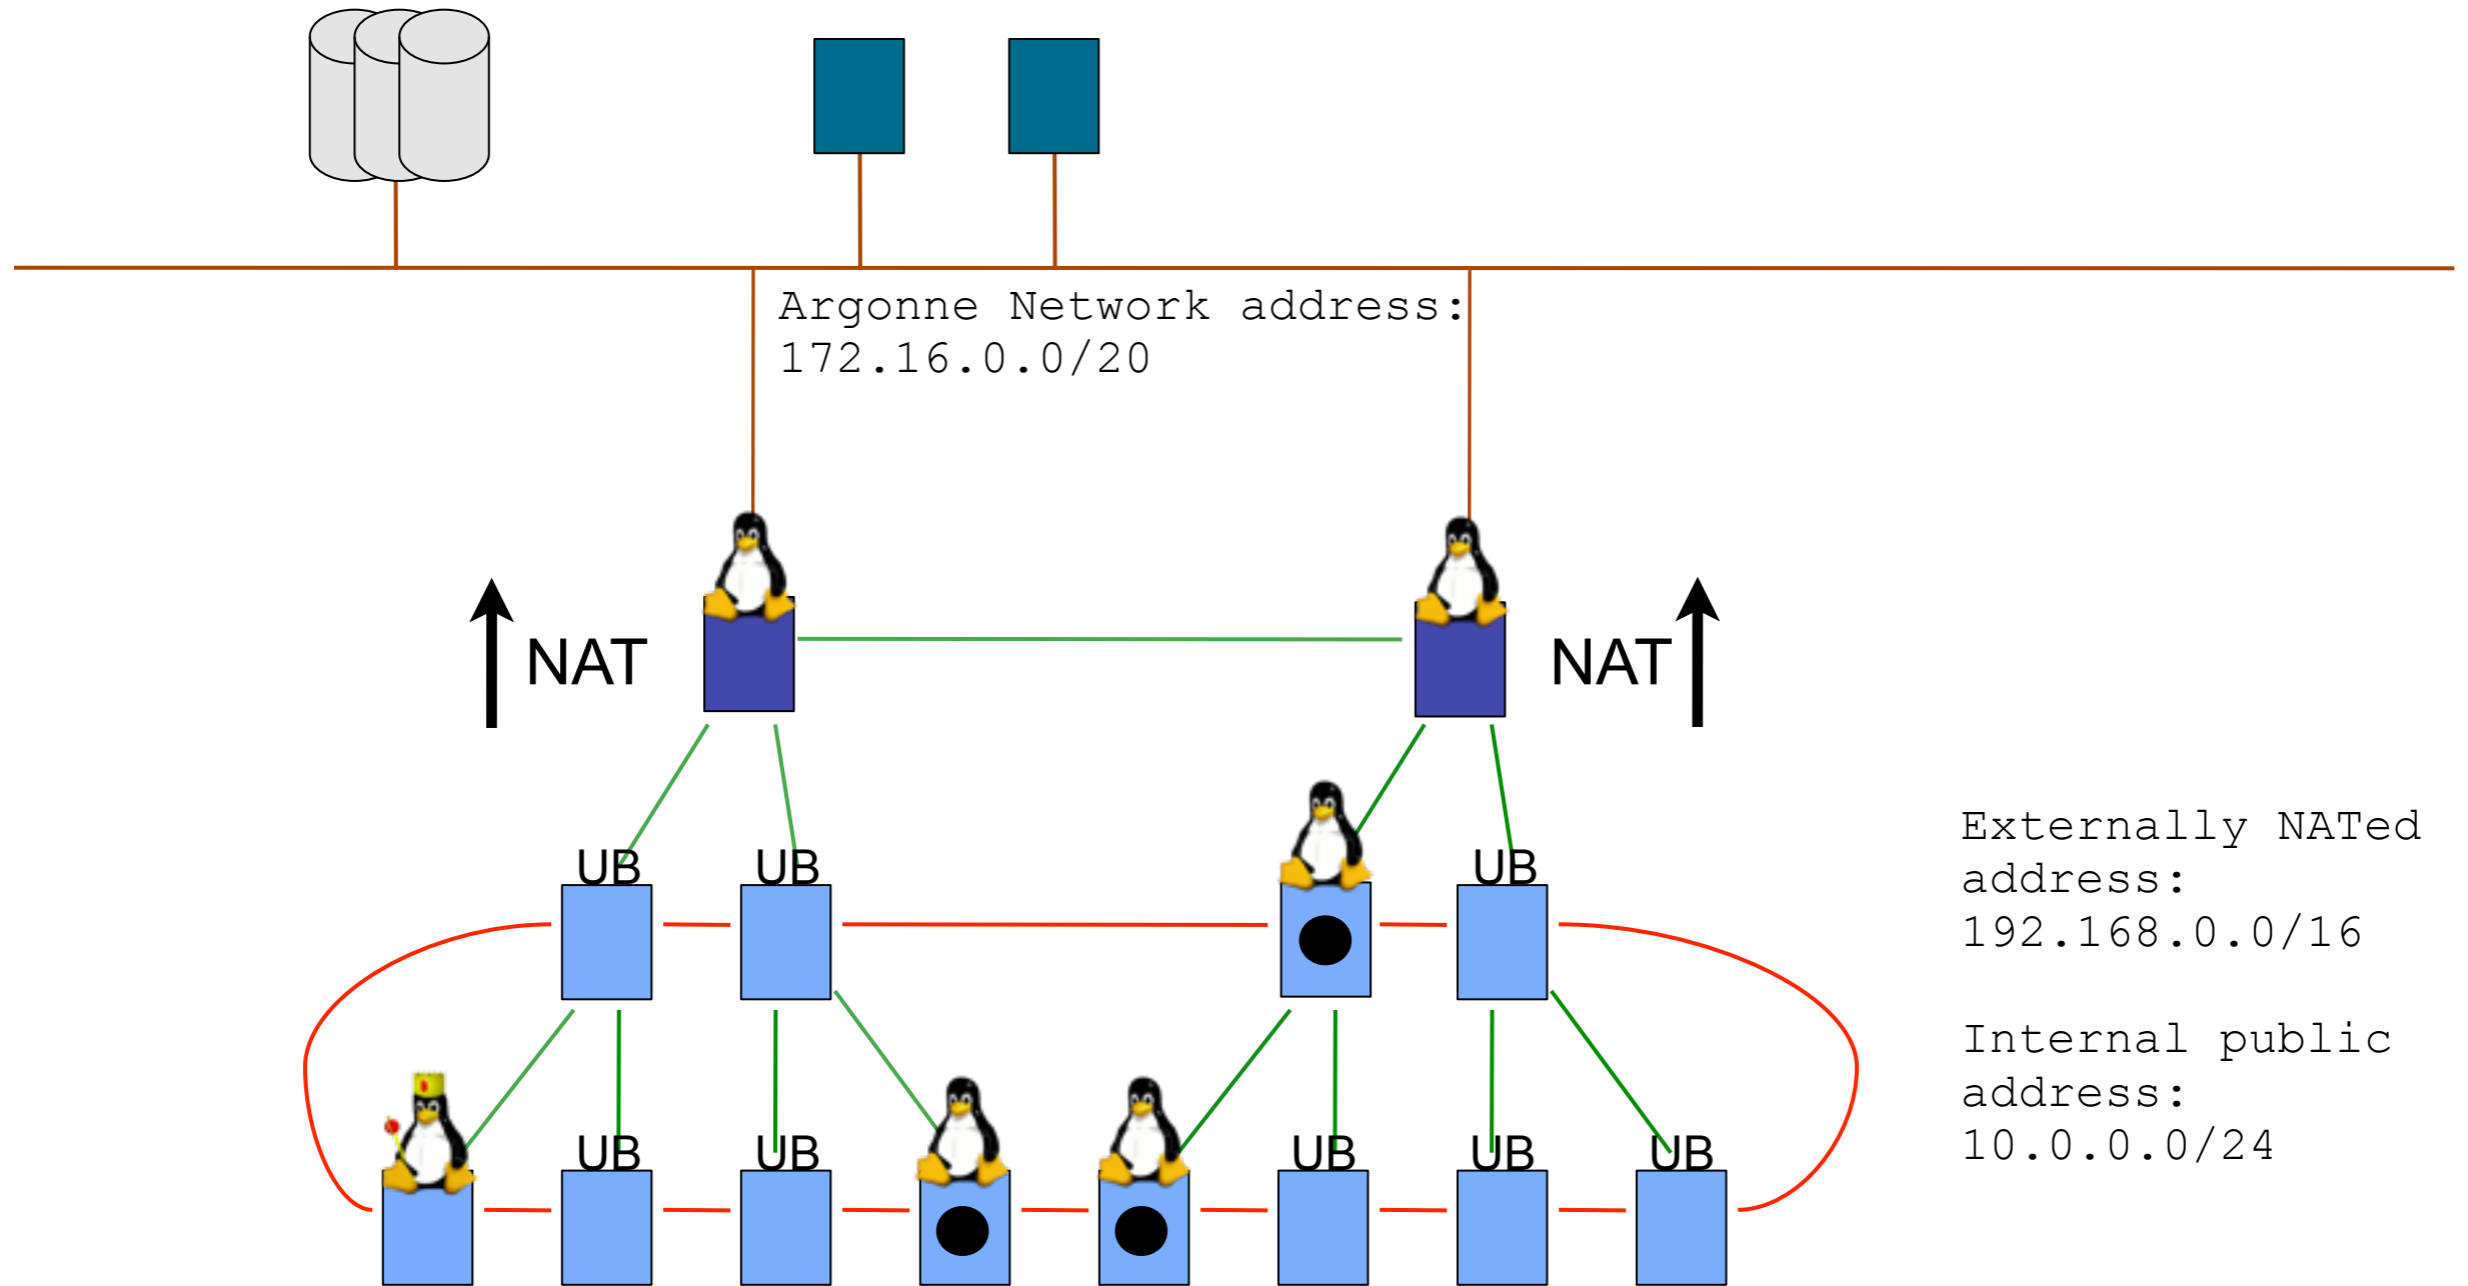 Argonne Network address:
172.16.0.0/20
NAT
NAT
UB
UB
UB
Externally NATed
address:
192.168.0.0/16
Internal public
address:
10.0.0.0/24
UB
UB
UB
UB
UB